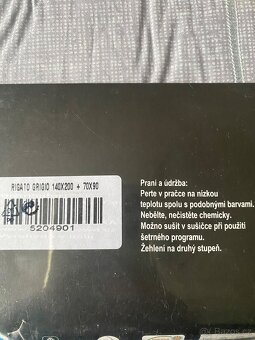 RIGATO GRIGIO 140X200 + 70X90
5204901
Praní a údržba:
Perte v pračce na nízkou
teplotu spolu s podobnými barvami.
Nebělte, nečistěte chemicky.
Možno sušit v sušičce při použití
šetrného programu.
Žehlení na druhý stupeň.